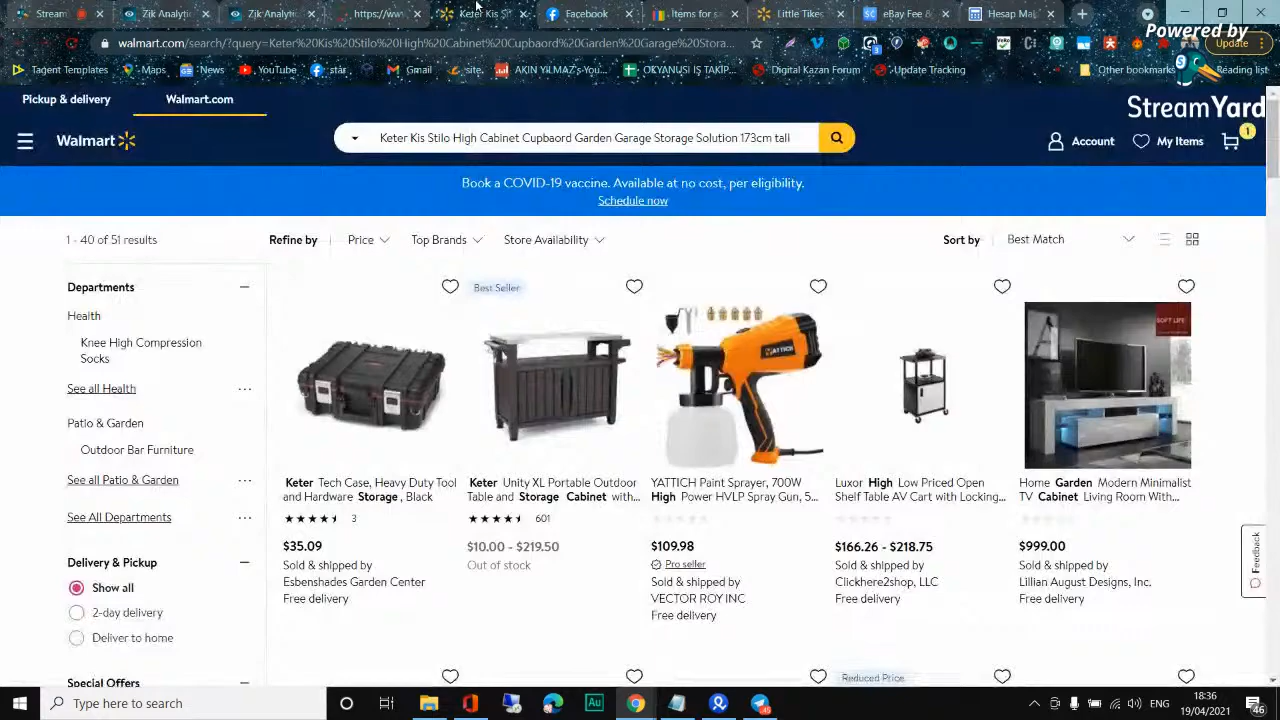 Stream
Zik Analytic
Zik Analytic
https://www
Keter Kis Sti
Facebook
Items for sa
Little Tikes
eBay Fee &
Hesap Mak
walmart.com/search/?query=Keter%20Kis%20Stilo%20High%20Cabinet%20Cupbaord%20Garden%20Garage%20Stora...
Update
Powered by
StreamYard
Tagent Templates
Maps
News
YouTube
star
Gmail
site
AKIN YILMAZ's-You...
OKYANUSI IŞ TAKİP...
Digital Kazan Forum
Update Tracking
Other bookmarks
Reading list
Pickup & delivery
Walmart.com
Walmart
Keter Kis Stilo High Cabinet Cupbaord Garden Garage Storage Solution 173cm tall
Account
My Items
1
Book a COVID-19 vaccine. Available at no cost, per eligibility.
Schedule now
1 - 40 of 51 results
Refine by
Price
Top Brands
Store Availability
Sort by
Best Match
Departments
Health
Knee High Compression
Socks
See all Health
Patio & Garden
Outdoor Bar Furniture
See all Patio & Garden
See All Departments
Delivery & Pickup
Show all
2-day delivery
Deliver to home
Special Offers
Keter Tech Case, Heavy Duty Tool
and Hardware Storage , Black
3
$35.09
Sold & shipped by
Esbenshades Garden Center
Free delivery
Best Seller
Keter Unity XL Portable Outdoor
Table and Storage Cabinet with...
601
$10.00 - $219.50
Out of stock
YATTICH
YATTICH Paint Sprayer, 700W
High Power HVLP Spray Gun, 5...
$109.98
Pro seller
Sold & shipped by
VECTOR ROY INC
Free delivery
Luxor High Low Priced Open
Shelf Table AV Cart with Locking...
$166.26 - $218.75
Sold & shipped by
Clickhere2shop, LLC
Free delivery
SOFT LIFE
Home Garden Modern Minimalist
TV Cabinet Living Room With...
$999.00
Sold & shipped by
Lillian August Designs, Inc.
Free delivery
Feedback
Reduced Price
Type here to search
ENG
18:36
19/04/2021
46